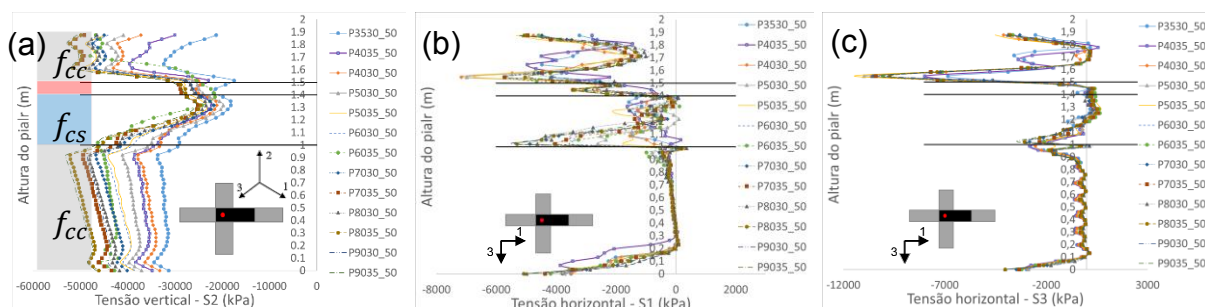 (a)
fcc
fcs
fcc
Altura do pialr (m)
2
1,9
1,8
1,7
1,6
1,5
1,4
1,3
1,2
1,1
1
0,9
0,8
0,7
0,6
0,5
0,4
0,3
0,2
0,1
0
2
3
1
-60000
-50000
-40000
-30000
-20000
-10000
0
Tensão vertical - S2 (kPa)
P3530_50
P4035_50
P4030_50
P5030_50
P5035_50
P6030_50
P6035_50
P7030_50
P7035_50
P8030_50
P8035_50
P9030_50
P9035_50
(b)
Altura do pialr (m)
2
1,9
1,8
1,7
1,6
1,5
1,4
1,3
1,2
1,1
1
0,9
0,8
0,7
0,6
0,5
0,4
0,3
0,2
0,1
0
1
3
-8000
-6000
-4000
-2000
0
2000
4000
Tensão horizontal - S1 (kPa)
P3530_50
P4035_50
P4030_50
P5030_50
P5035_50
P6030_50
P6035_50
P7030_50
P7035_50
P8030_50
P8035_50
P9030_50
P9035_50
(c)
Altura do pialr (m)
2
1,9
1,8
1,7
1,6
1,5
1,4
1,3
1,2
1,1
1
0,9
0,8
0,7
0,6
0,5
0,4
0,3
0,2
0,1
0
1
3
-12000
-7000
-2000
3000
Tensão horizontal - S3 (kPa)
P3530_50
P4035_50
P4030_50
P5030_50
P5035_50
P6030_50
P6035_50
P7030_50
P7035_50
P8030_50
P8035_50
P9030_50
P9035_50